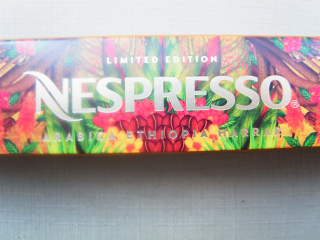 LIMITED EDITION
NESPRESSO®
ARABICA ETHIOPIA HARRAR